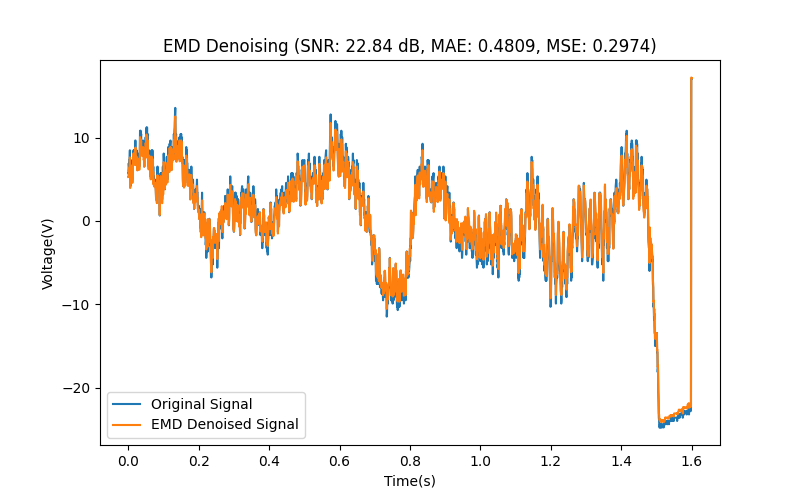 EMD Denoising (SNR: 22.84 dB, MAE: 0.4809, MSE: 0.2974)
Voltage(V)
10
0
−10
−20
Original Signal
EMD Denoised Signal
0.0 0.2 0.4 0.6 0.8 1.0 1.2 1.4 1.6
Time(s)